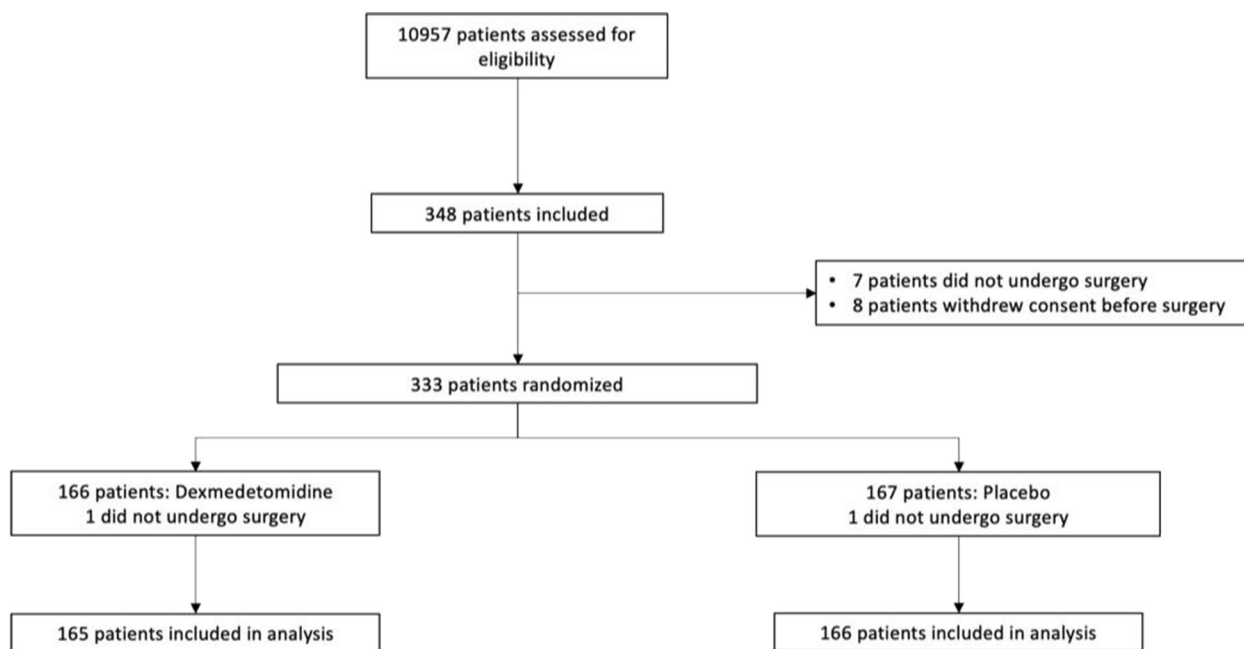 10957 patients assessed for
eligibility
348 patients included
• 7 patients did not undergo surgery
• 8 patients withdrew consent before surgery
333 patients randomized
166 patients: Dexmedetomidine
1 did not undergo surgery
167 patients: Placebo
1 did not undergo surgery
165 patients included in analysis
166 patients included in analysis